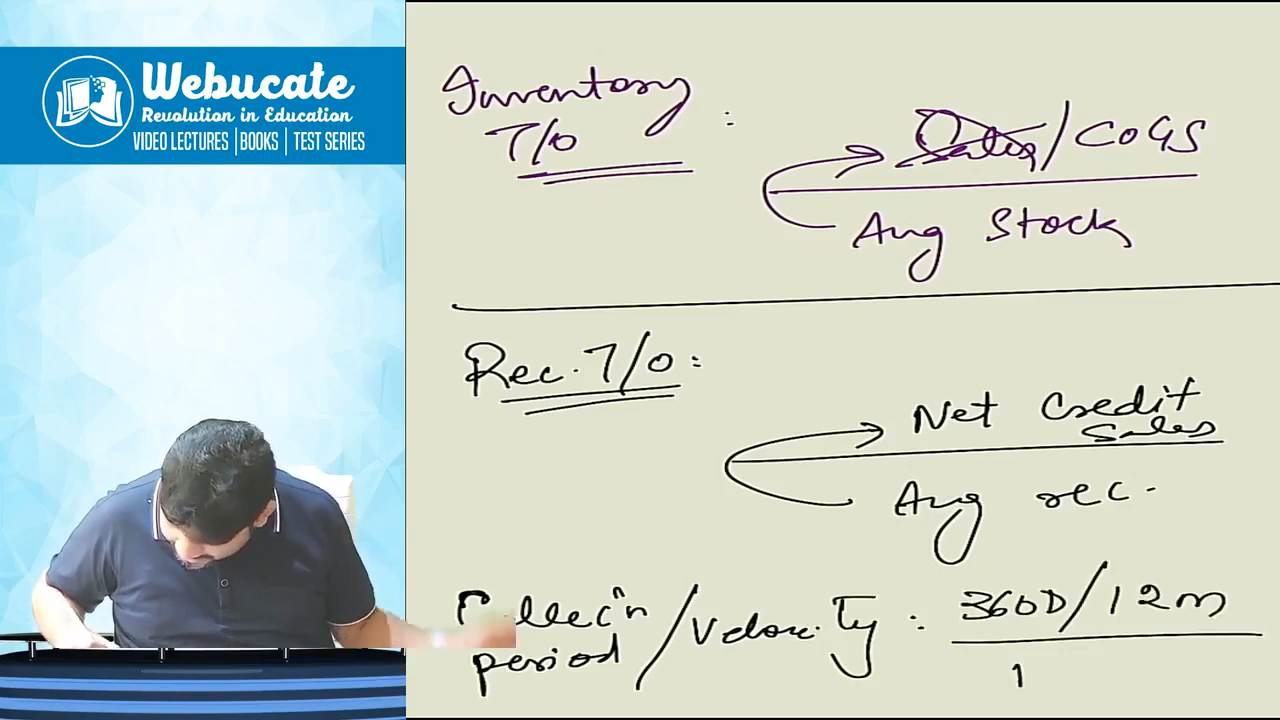 Webucate
Revolution in Education
VIDEO LECTURES | BOOKS | TEST SERIES
Inventory
T/O :
Sales / COGS
Avg Stock
Rec. T/O :
Net Credit
Sales
Avg rec.
Collec'n
period / Velocity : 360D/12m